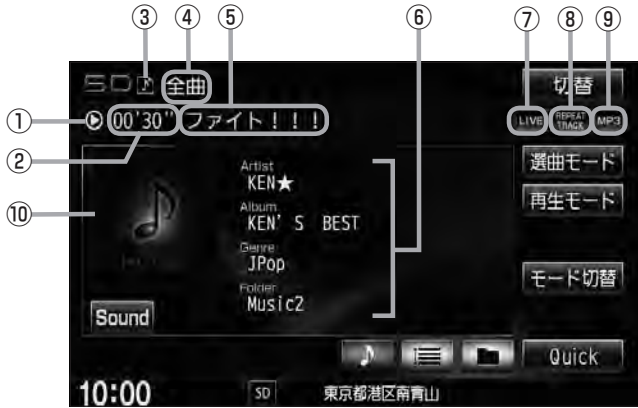 ③ ④ ⑤ ⑥ ⑦ ⑧ ⑨
SD 全曲 切替
① 00'30" ファイト！！！ LIVE REPEAT TRACK MP3
②
⑩
Artist
KEN★
Album
KEN'S BEST
Genre
JPop
Folder
Music2
選曲モード
再生モード
モード切替
Sound
Quick
10:00 SD 東京都港区南青山